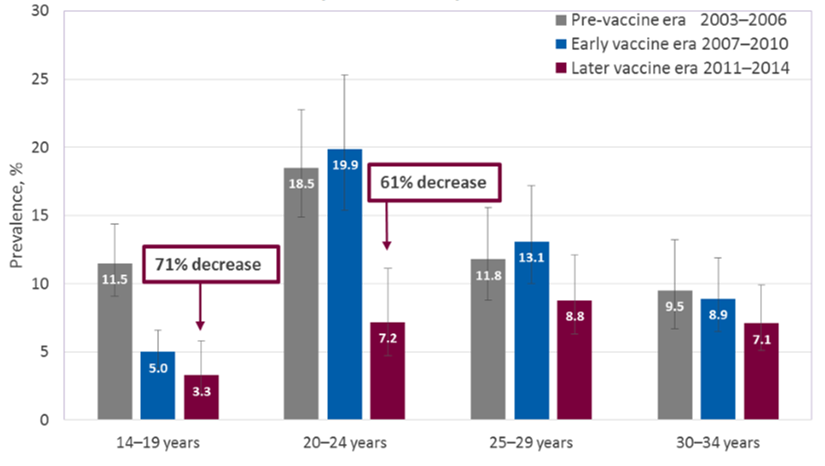 30
25
20
15
10
5
0
Prevalence, %
Pre-vaccine era 2003–2006
Early vaccine era 2007–2010
Later vaccine era 2011–2014
61% decrease
71% decrease
11.5
5.0
3.3
18.5
19.9
7.2
11.8
13.1
8.8
9.5
8.9
7.1
14–19 years
20–24 years
25–29 years
30–34 years